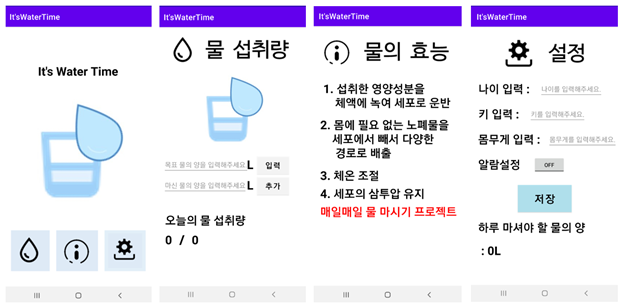 It'sWaterTime
It's Water Time
It'sWaterTime
물 섭취량
목표 물의 양을 입력해주세요. L 입력
마신 물의 양을 입력해주세요. L 추가
오늘의 물 섭취량
0 / 0
It'sWaterTime
물의 효능
1. 섭취한 영양성분을
체액에 녹여 세포로 운반
2. 몸에 필요 없는 노폐물을
세포에서 빼서 다양한
경로로 배출
3. 체온 조절
4. 세포의 삼투압 유지
매일매일 물 마시기 프로젝트
It'sWaterTime
설정
나이 입력 : 나이를 입력해주세요.
키 입력 : 키를 입력해주세요.
몸무게 입력 : 몸무게를 입력해주세요.
알람설정 OFF
저장
하루 마셔야 할 물의 양
: 0L